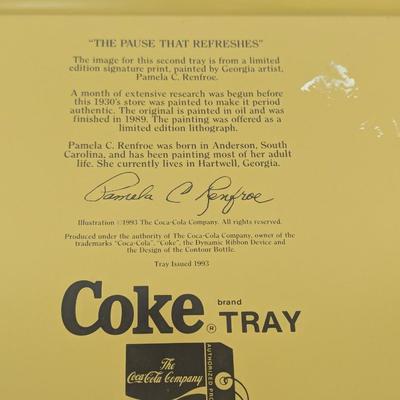 "THE PAUSE THAT REFRESHES"
The image for this second tray is from a limited
edition signature print, painted by Georgia artist,
Pamela C. Renfroe.
A month of extensive research was begun before
this 1930's store was painted to make it period
authentic. The original is painted in oil and was
finished in 1989. The painting was offered as a
limited edition lithograph.
Pamela C. Renfroe was born in Anderson, South
Carolina, and has been painting most of her adult
life. She currently lives in Hartwell, Georgia.
Pamela C Renfroe
Illustration ©1993 The Coca-Cola Company. All rights reserved.
Produced under the authority of The Coca-Cola Company, owner of the
trademarks "Coca-Cola", "Coke", the Dynamic Ribbon Device and
the Design of the Contour Bottle.
Tray Issued 1993
Coke ® brand TRAY
The
Coca-Cola Company
AUTHORIZED